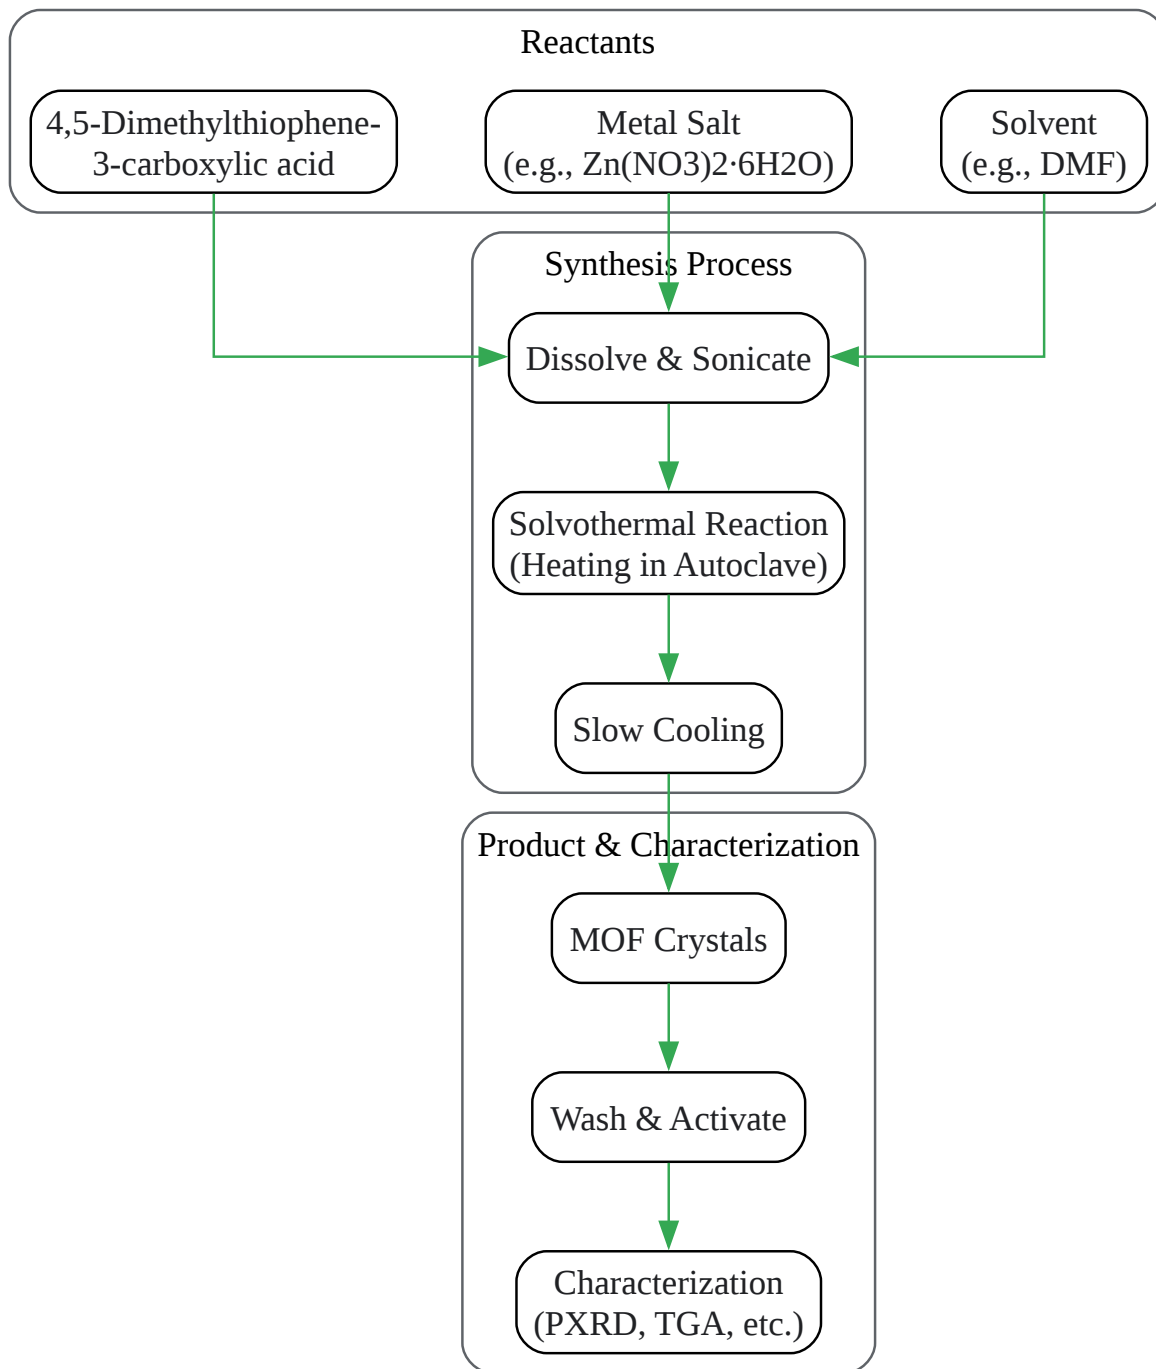 Reactants
4,5-Dimethylthiophene-
3-carboxylic acid
Metal Salt
(e.g., Zn(NO3)2·6H2O)
Solvent
(e.g., DMF)
Synthesis Process
Dissolve & Sonicate
Solvothermal Reaction
(Heating in Autoclave)
Slow Cooling
Product & Characterization
MOF Crystals
Wash & Activate
Characterization
(PXRD, TGA, etc.)